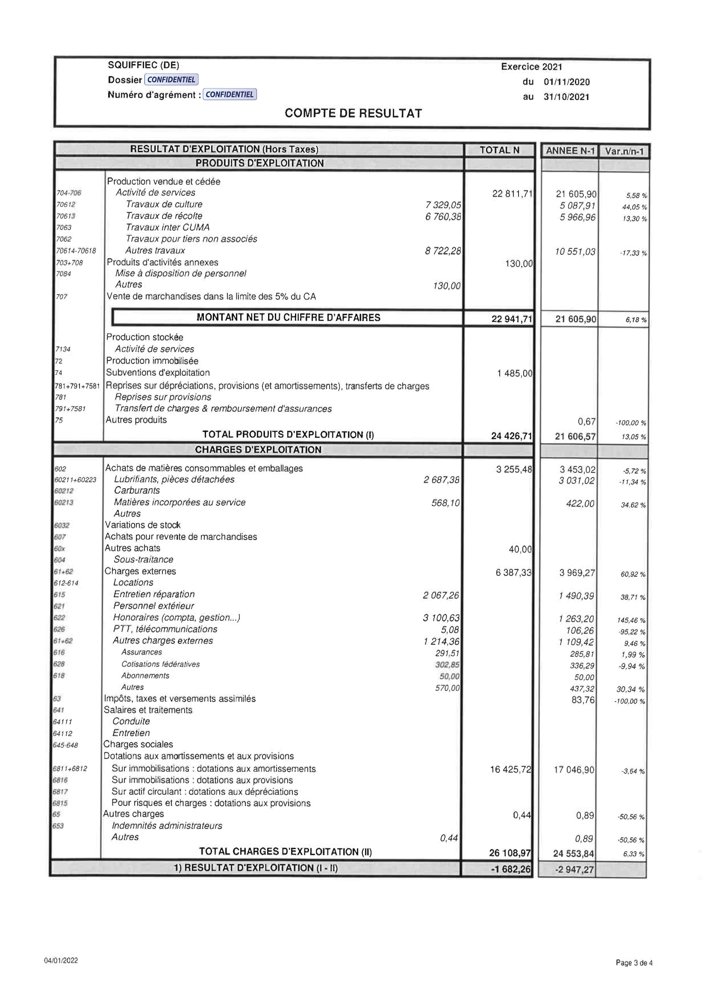 SQUIFFIEC (DE)
Exercice 2021
Dossier CONFIDENTIEL
du 01/11/2020
Numéro d'agrément : CONFIDENTIEL
au 31/10/2021
COMPTE DE RESULTAT
RESULTAT D'EXPLOITATION (Hors Taxes) TOTAL N ANNEE N-1 Var.n/n-1
PRODUITS D'EXPLOITATION
Production vendue et cédée
704-706 Activité de services 22 811,71 21 605,90 5,58 %
70612 Travaux de culture 7 329,05 5 087,91 44,05 %
70613 Travaux de récolte 6 760,38 5 966,96 13,30 %
7063 Travaux inter CUMA
7062 Travaux pour tiers non associés
70614-70618 Autres travaux 8 722,28 10 551,03 -17,33 %
703+708 Produits d'activités annexes 130,00
7084 Mise à disposition de personnel
Autres 130,00
707 Vente de marchandises dans la limite des 5% du CA
MONTANT NET DU CHIFFRE D'AFFAIRES 22 941,71 21 605,90 6,18 %
Production stockée
7134 Activité de services
72 Production immobilisée
74 Subventions d'exploitation 1 485,00
781+791+7581 Reprises sur dépréciations, provisions (et amortissements), transferts de charges
781 Reprises sur provisions
791+7581 Transfert de charges & remboursement d'assurances
75 Autres produits 0,67 -100,00 %
TOTAL PRODUITS D'EXPLOITATION (I) 24 426,71 21 606,57 13,05 %
CHARGES D'EXPLOITATION
602 Achats de matières consommables et emballages 3 255,48 3 453,02 -5,72 %
60211+60223 Lubrifiants, pièces détachées 2 687,38 3 031,02 -11,34 %
60212 Carburants
60213 Matières incorporées au service 568,10 422,00 34,62 %
Autres
6032 Variations de stock
607 Achats pour revente de marchandises
60x Autres achats 40,00
604 Sous-traitance
61+62 Charges externes 6 387,33 3 969,27 60,92 %
612-614 Locations
615 Entretien réparation 2 067,26 1 490,39 38,71 %
621 Personnel extérieur
622 Honoraires (compta, gestion...) 3 100,63 1 263,20 145,46 %
626 PTT, télécommunications 5,08 106,26 -95,22 %
61+62 Autres charges externes 1 214,36 1 109,42 9,46 %
616 Assurances 291,51 285,81 1,99 %
628 Cotisations fédératives 302,85 336,29 -9,94 %
618 Abonnements 50,00 50,00
Autres 570,00 437,32 30,34 %
63 Impôts, taxes et versements assimilés 83,76 -100,00 %
641 Salaires et traitements
64111 Conduite
64112 Entretien
645-648 Charges sociales
Dotations aux amortissements et aux provisions
6811+6812 Sur immobilisations : dotations aux amortissements 16 425,72 17 046,90 -3,64 %
6816 Sur immobilisations : dotations aux provisions
6817 Sur actif circulant : dotations aux dépréciations
6815 Pour risques et charges : dotations aux provisions
65 Autres charges 0,44 0,89 -50,56 %
653 Indemnités administrateurs
Autres 0,44 0,89 -50,56 %
TOTAL CHARGES D'EXPLOITATION (II) 26 108,97 24 553,84 6,33 %
1) RESULTAT D'EXPLOITATION (I - II) -1 682,26 -2 947,27
04/01/2022
Page 3 de 4